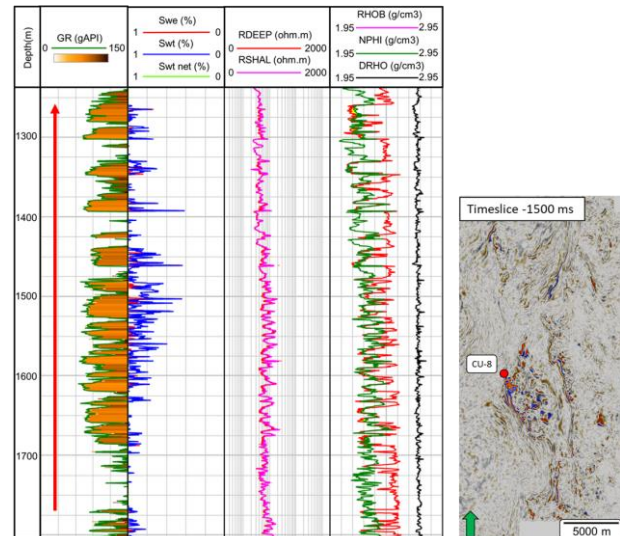 Depth(m)
GR (gAPI)
0 150
Swe (%)
1 0
Swt (%)
1 0
Swt net (%)
1 0
RDEEP (ohm.m)
0 2000
RSHAL (ohm.m)
0 2000
RHOB (g/cm3)
1.95 2.95
NPHI (g/cm3)
1.95 2.95
DRHO (g/cm3)
1.95 2.95
1300
1400
1500
1600
1700
Timeslice -1500 ms
CU-8
5000 m